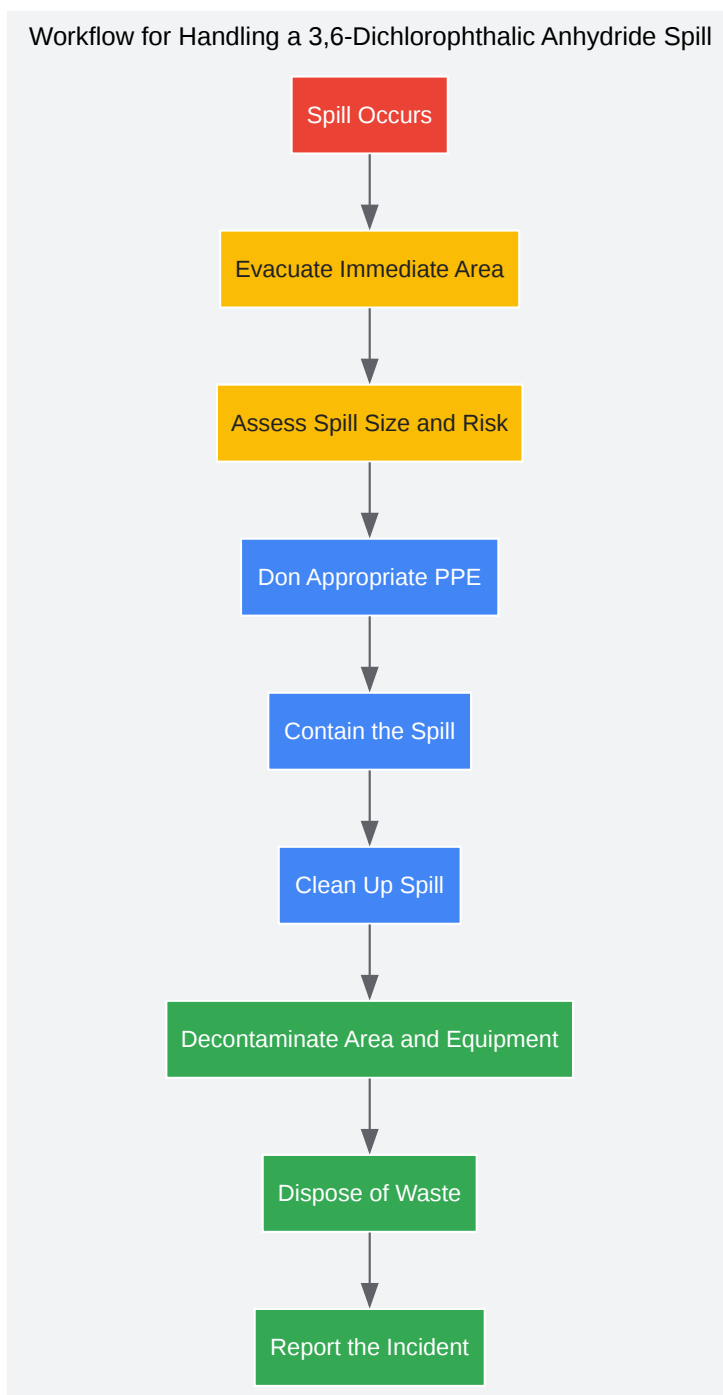 Workflow for Handling a 3,6-Dichlorophthalic Anhydride Spill
Spill Occurs
Evacuate Immediate Area
Assess Spill Size and Risk
Don Appropriate PPE
Contain the Spill
Clean Up Spill
Decontaminate Area and Equipment
Dispose of Waste
Report the Incident